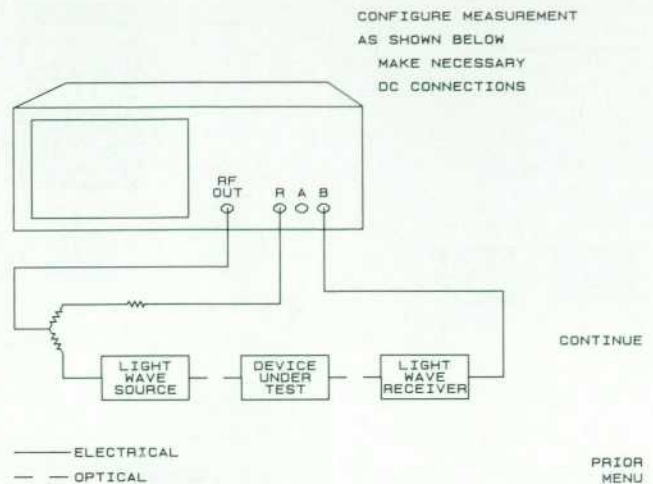 CONFIGURE MEASUREMENT
AS SHOWN BELOW
MAKE NECESSARY
DC CONNECTIONS
RF
OUT
R A B
CONTINUE
LIGHT
WAVE
SOURCE
DEVICE
UNDER
TEST
LIGHT
WAVE
RECEIVER
ELECTRICAL
OPTICAL
PRIOR
MENU